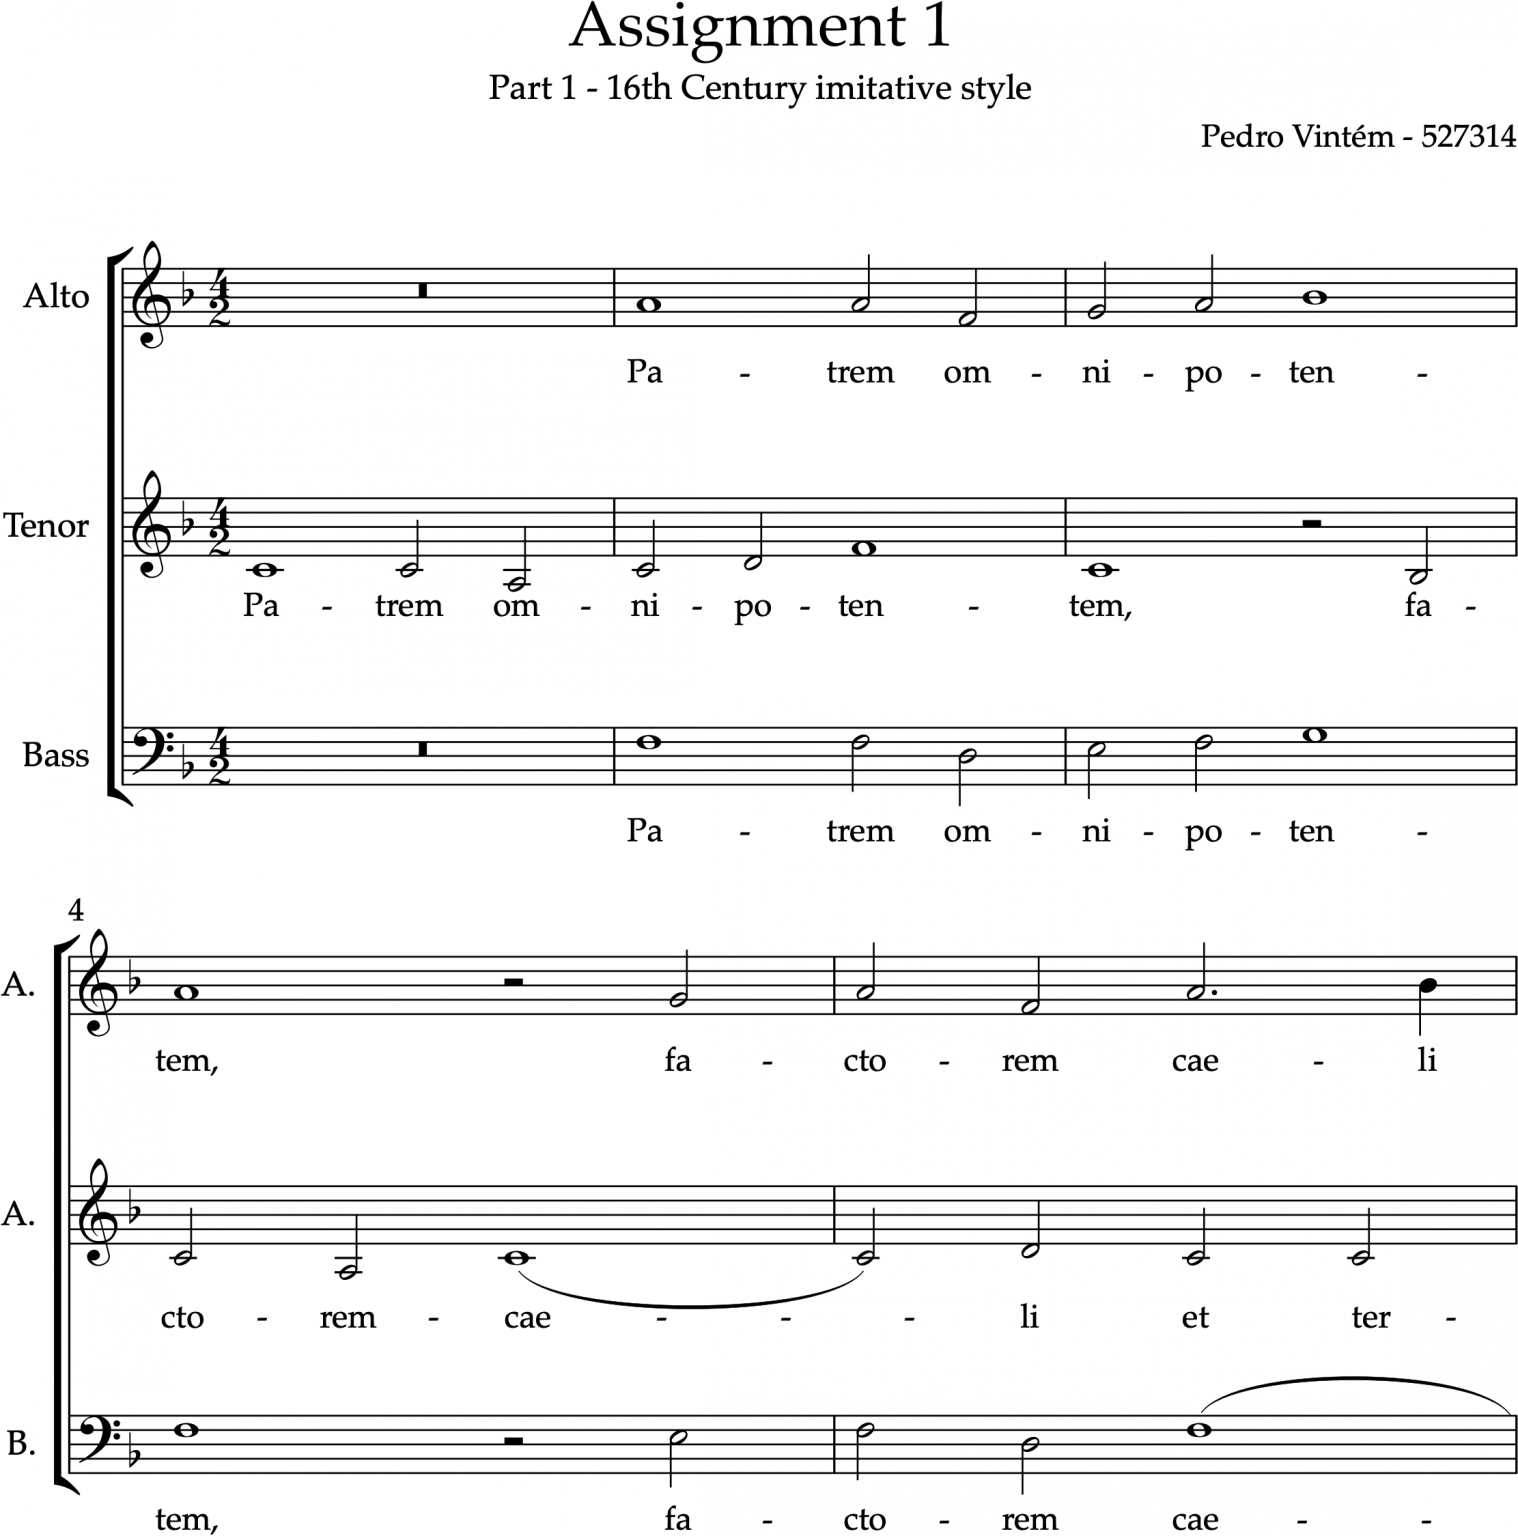 Assignment 1
Part 1 - 16th Century imitative style
Pedro Vintém - 527314
Alto
4 2
Pa - trem om - ni - po - ten -
Tenor
4 2
Pa - trem om - ni - po - ten - tem, fa -
Bass
4 2
Pa - trem om - ni - po - ten -
4
A.
tem, fa - cto - rem cae - li
A.
cto - rem - cae - - - li et ter -
B.
tem, fa - cto - rem cae - -